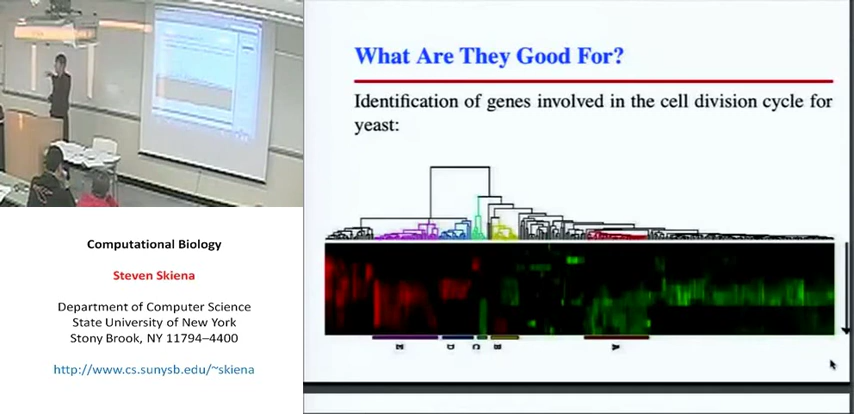 What Are They Good For?
Identification of genes involved in the cell division cycle for
yeast:
E
D
C
B
A
Computational Biology
Steven Skiena
Department of Computer Science
State University of New York
Stony Brook, NY 11794–4400
http://www.cs.sunysb.edu/~skiena